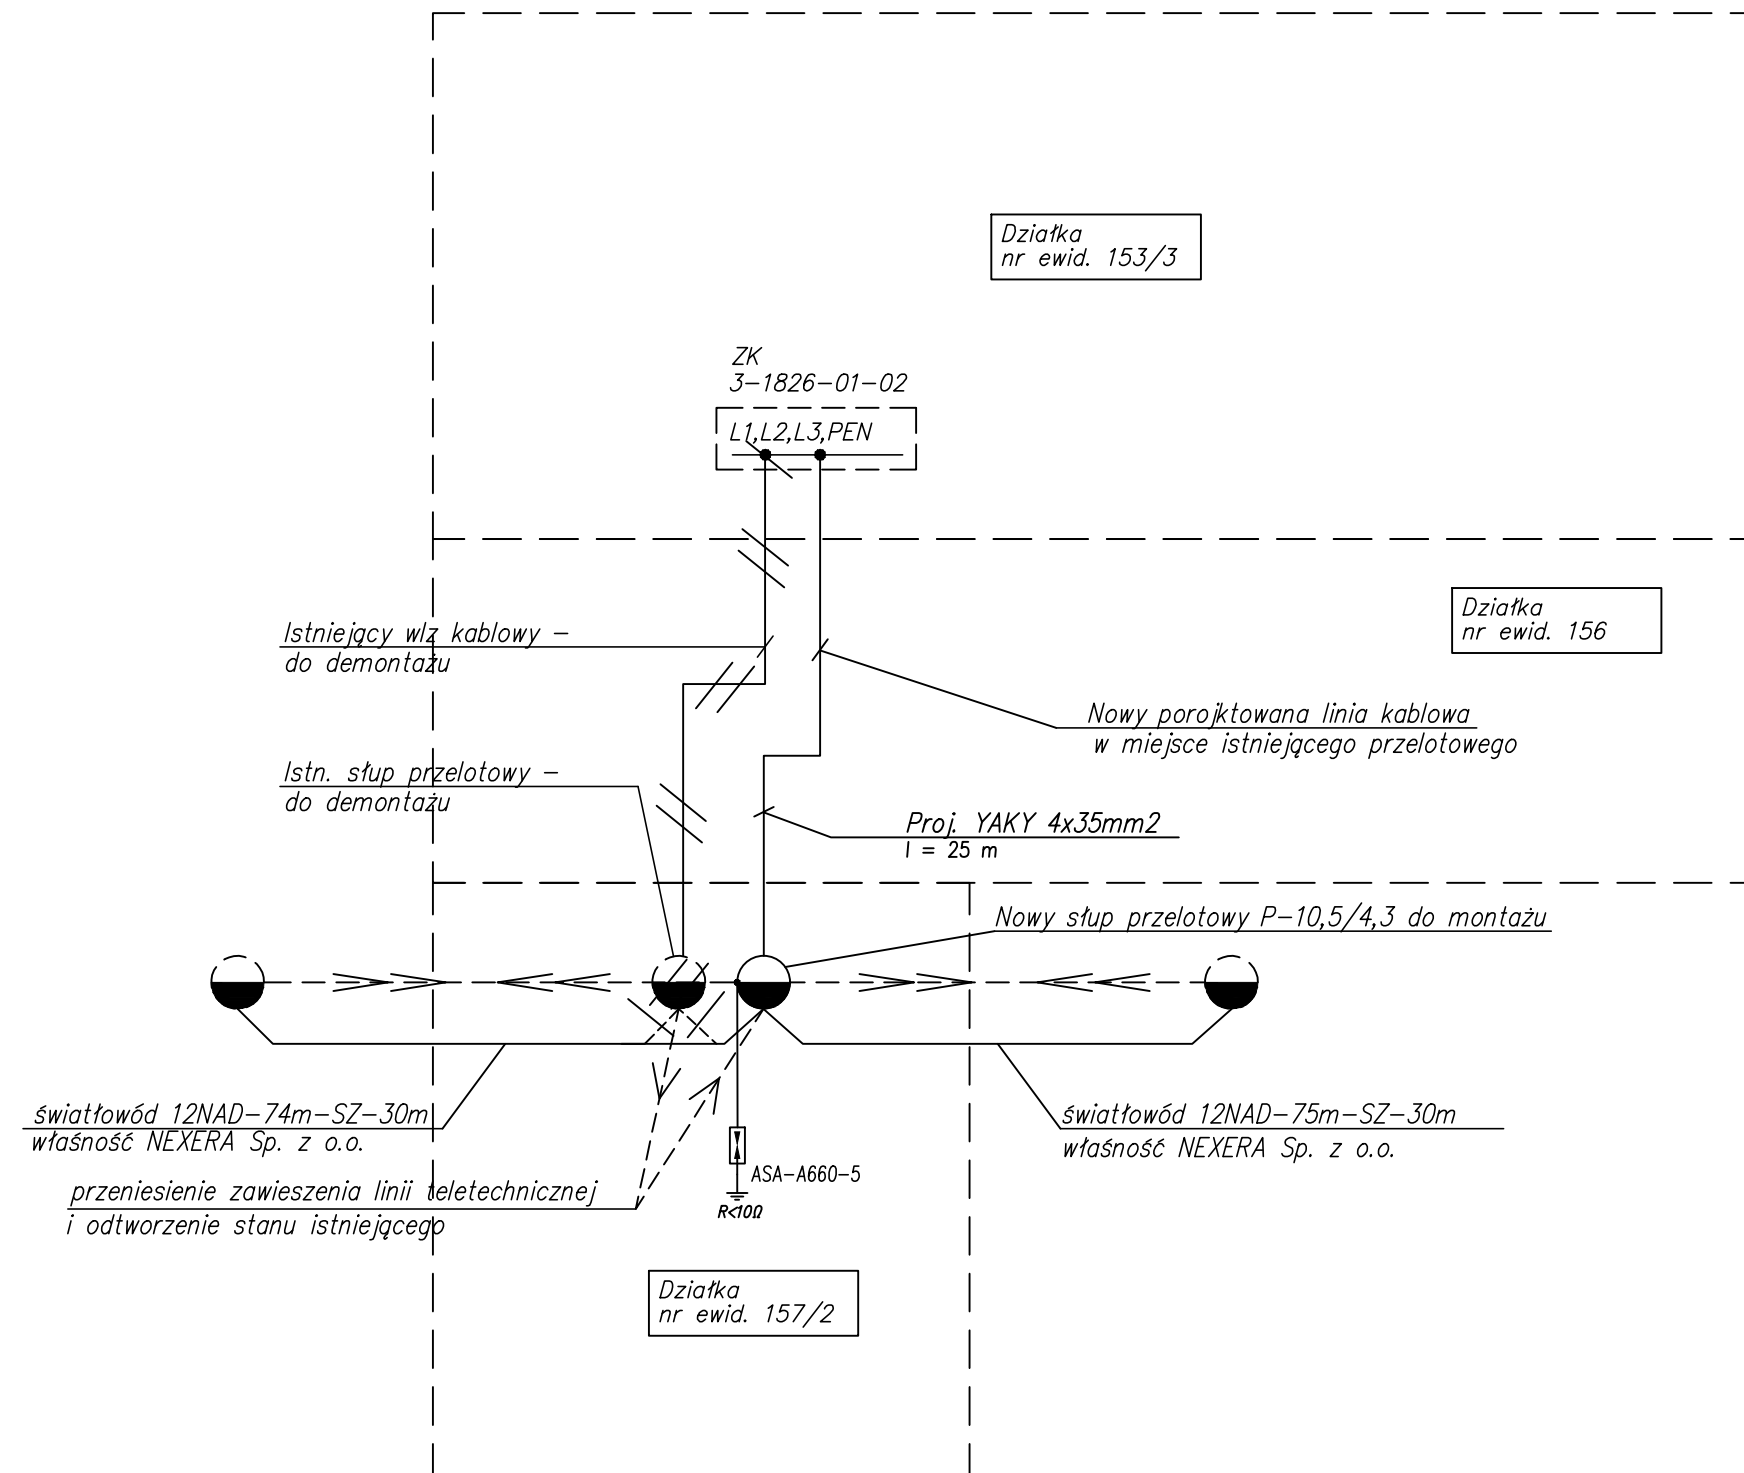 Działka
nr ewid. 153/3
ZK
3-1826-01-02
L1,L2,L3,PEN
Działka
nr ewid. 156
Istniejący wlz kablowy -
do demontażu
Nowy porojktowana linia kablowa
w miejsce istniejącego przelotowego
Istn. słup przelotowy -
do demontażu
Proj. YAKY 4x35mm2
l = 25 m
Nowy słup przelotowy P-10,5/4,3 do montażu
światłowód 12NAD-74m-SZ-30m
właśność NEXERA Sp. z o.o.
światłowód 12NAD-75m-SZ-30m
właśność NEXERA Sp. z o.o.
przeniesienie zawieszenia linii teletechnicznej
i odtworzenie stanu istniejącego
ASA-A660-5
R<10Ω
Działka
nr ewid. 157/2